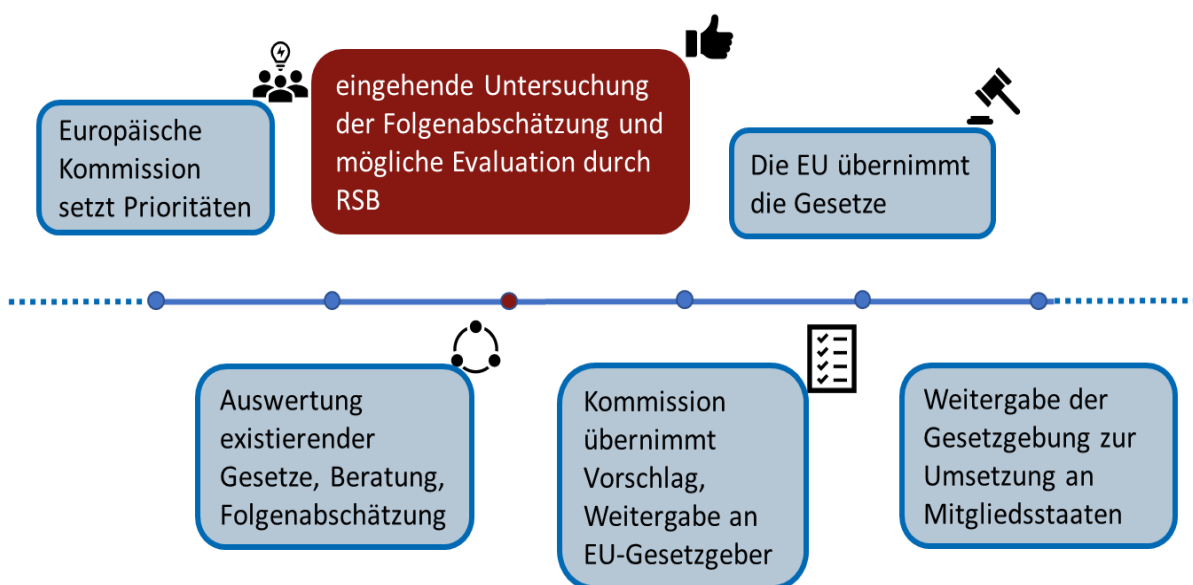 Europäische
Kommission
setzt Prioritäten
eingehende Untersuchung
der Folgenabschätzung und
mögliche Evaluation durch
RSB
Die EU übernimmt
die Gesetze
Auswertung
existierender
Gesetze, Beratung,
Folgenabschätzung
Kommission
übernimmt
Vorschlag,
Weitergabe an
EU-Gesetzgeber
Weitergabe der
Gesetzgebung zur
Umsetzung an
Mitgliedsstaaten